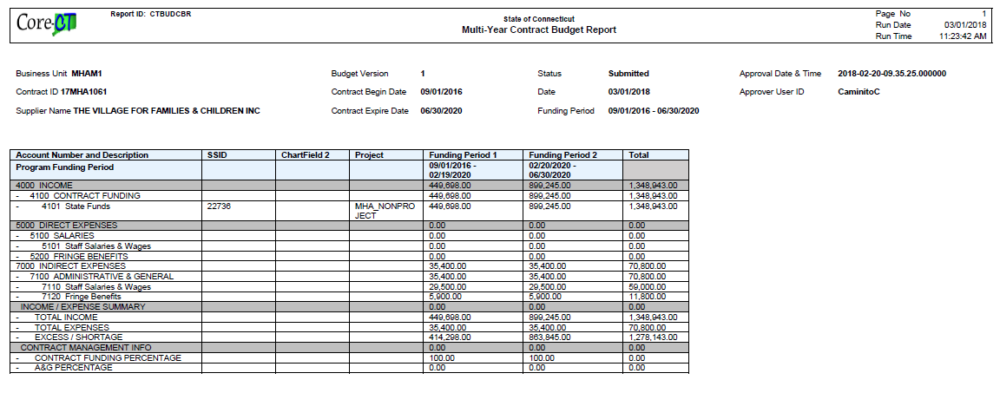 Core-CT Report ID: CTBUDCBR State of Connecticut Page No 1
Multi-Year Contract Budget Report Run Date 03/01/2018
Run Time 11:23:42 AM
Business Unit MHAM1 Budget Version 1 Status Submitted Approval Date & Time 2018-02-20-09.35.25.000000
Contract ID 17MHA1061 Contract Begin Date 09/01/2016 Date 03/01/2018 Approver User ID CaminitoC
Supplier Name THE VILLAGE FOR FAMILIES & CHILDREN INC Contract Expire Date 06/30/2020 Funding Period 09/01/2016 - 06/30/2020
Account Number and Description SSID ChartField 2 Project Funding Period 1 Funding Period 2 Total
Program Funding Period 09/01/2016 - 02/20/2020 -
02/19/2020 06/30/2020
4000 INCOME 449,698.00 899,245.00 1,348,943.00
- 4100 CONTRACT FUNDING 449,698.00 899,245.00 1,348,943.00
- 4101 State Funds 22736 MHA_NONPRO 449,698.00 899,245.00 1,348,943.00
JECT
5000 DIRECT EXPENSES 0.00 0.00 0.00
- 5100 SALARIES 0.00 0.00 0.00
- 5101 Staff Salaries & Wages 0.00 0.00 0.00
- 5200 FRINGE BENEFITS 0.00 0.00 0.00
7000 INDIRECT EXPENSES 35,400.00 35,400.00 70,800.00
- 7100 ADMINISTRATIVE & GENERAL 35,400.00 35,400.00 70,800.00
- 7110 Staff Salaries & Wages 29,500.00 29,500.00 59,000.00
- 7120 Fringe Benefits 5,900.00 5,900.00 11,800.00
INCOME / EXPENSE SUMMARY 0.00 0.00 0.00
- TOTAL INCOME 449,698.00 899,245.00 1,348,943.00
- TOTAL EXPENSES 35,400.00 35,400.00 70,800.00
- EXCESS / SHORTAGE 414,298.00 863,845.00 1,278,143.00
CONTRACT MANAGEMENT INFO 0.00 0.00 0.00
- CONTRACT FUNDING PERCENTAGE 100.00 100.00 0.00
- A&G PERCENTAGE 0.00 0.00 0.00